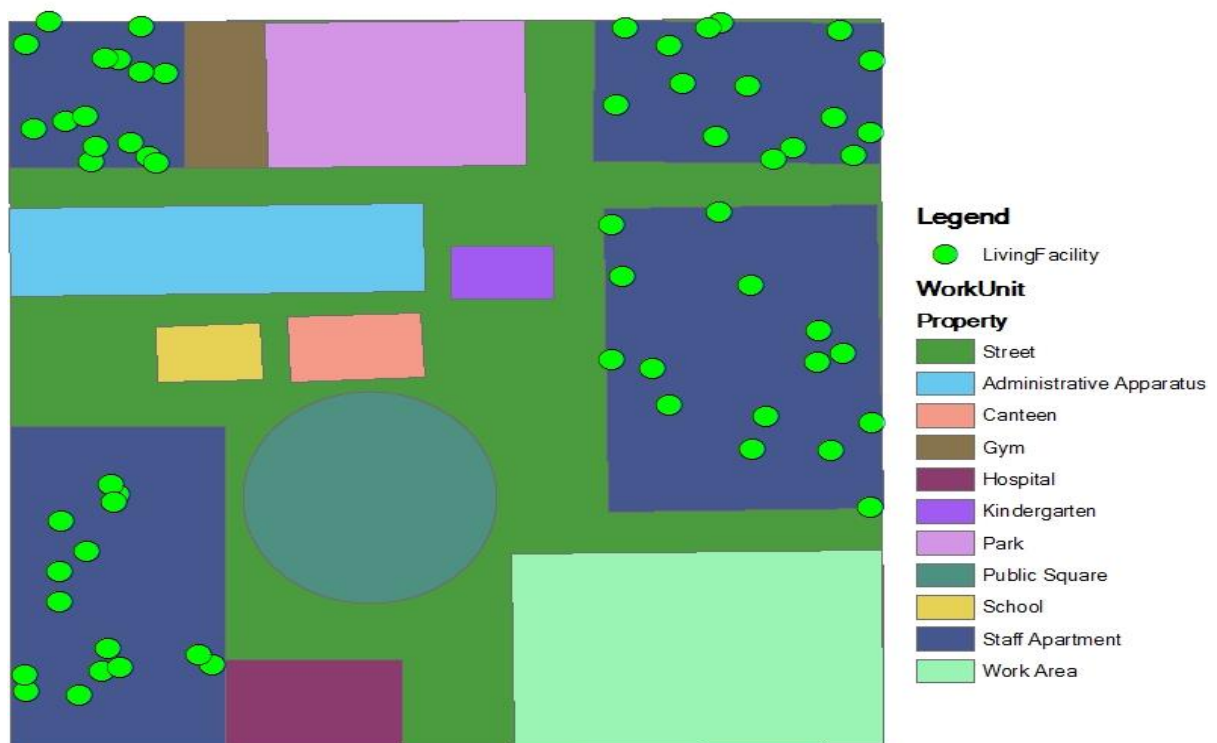 Legend
LivingFacility
WorkUnit
Property
Street
Administrative Apparatus
Canteen
Gym
Hospital
Kindergarten
Park
Public Square
School
Staff Apartment
Work Area